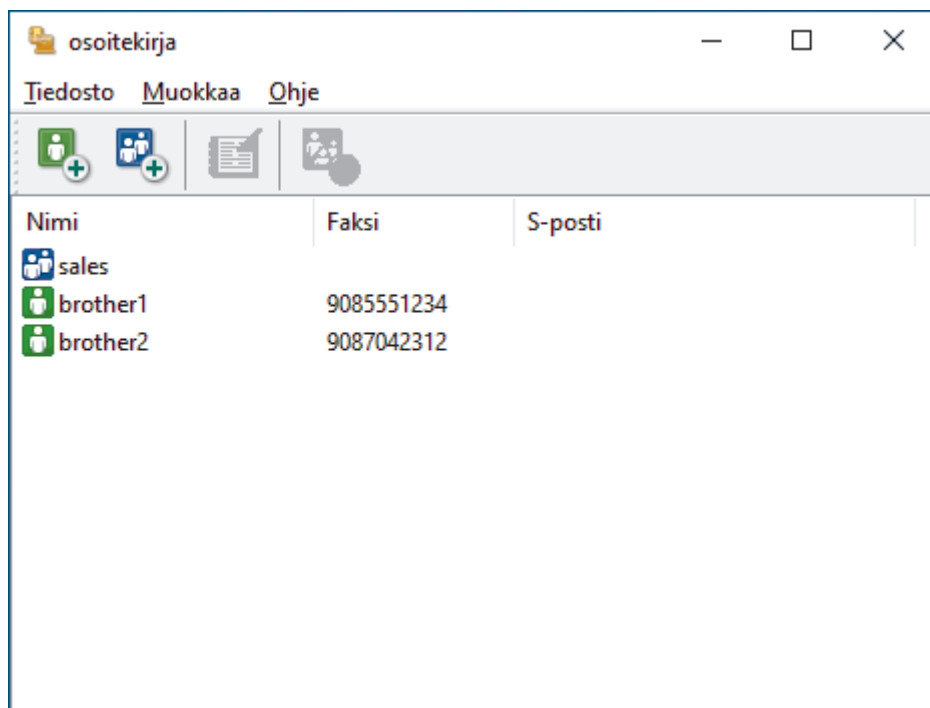 osoitekirja
Tiedosto Muokkaa Ohje
Nimi Faksi S-posti
sales
brother1 9085551234
brother2 9087042312